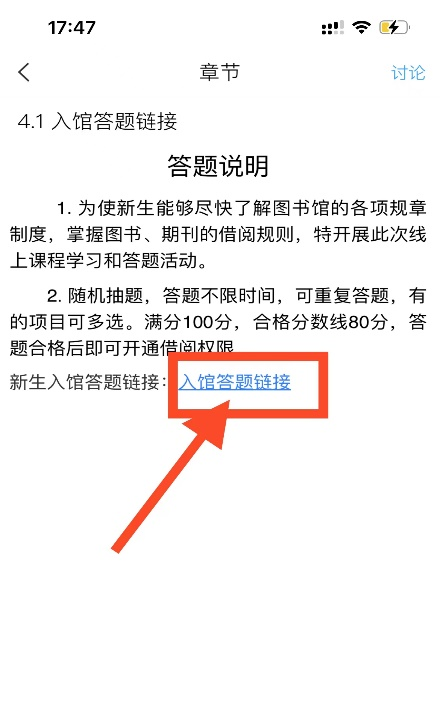 17:47
章节
讨论
4.1 入馆答题链接
答题说明
1. 为使新生能够尽快了解图书馆的各项规章
制度，掌握图书、期刊的借阅规则，特开展此次线
上课程学习和答题活动。
2. 随机抽题，答题不限时间，可重复答题，有
的项目可多选。满分100分，合格分数线80分，答
题合格后即可开通借阅权限
新生入馆答题链接：入馆答题链接